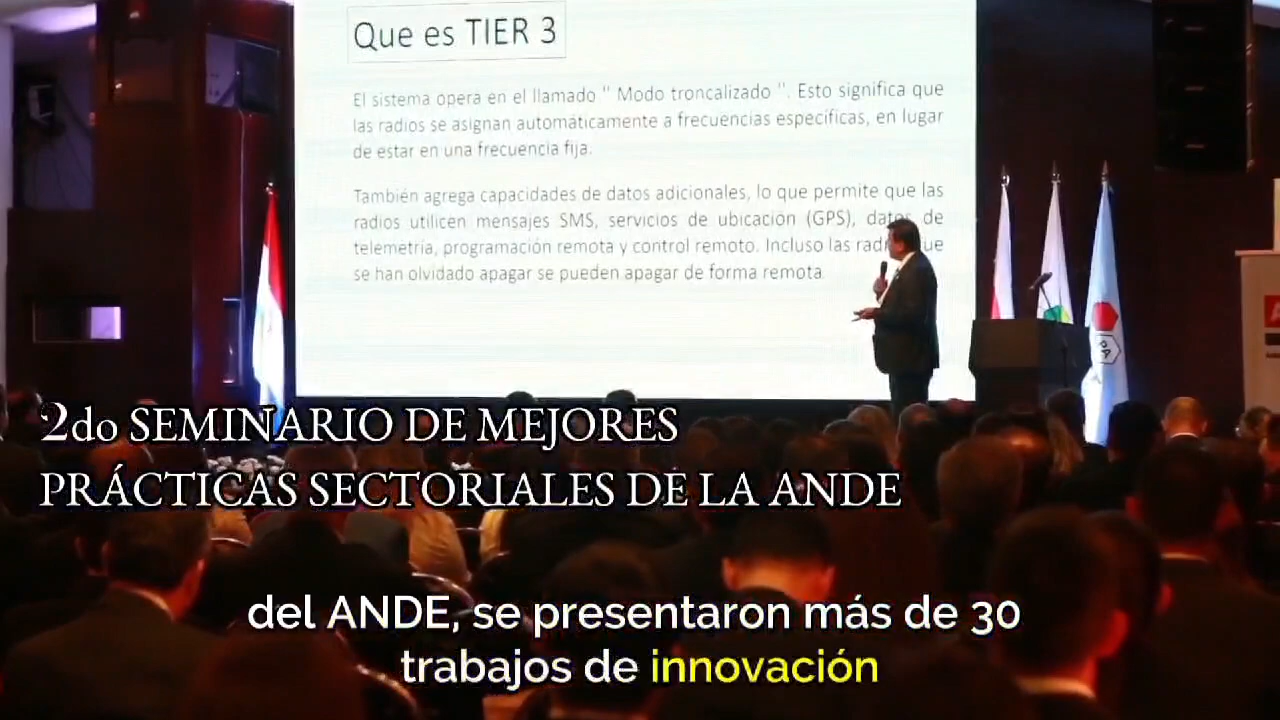 Que es TIER 3
El sistema opera en el llamado " Modo troncalizado ". Esto significa que
las radios se asignan automáticamente a frecuencias específicas, en lugar
de estar en una frecuencia fija.
También agrega capacidades de datos adicionales, lo que permite que las
radios utilicen mensajes SMS, servicios de ubicacion (GPS), datos de
telemetria, programación remota y control remoto. Incluso las que
se han olvidado apagar se pueden apagar de forma remota.
2do SEMINARIO DE MEJORES
PRÁCTICAS SECTORIALES DE LA ANDE
del ANDE, se presentaron más de 30
trabajos de innovación